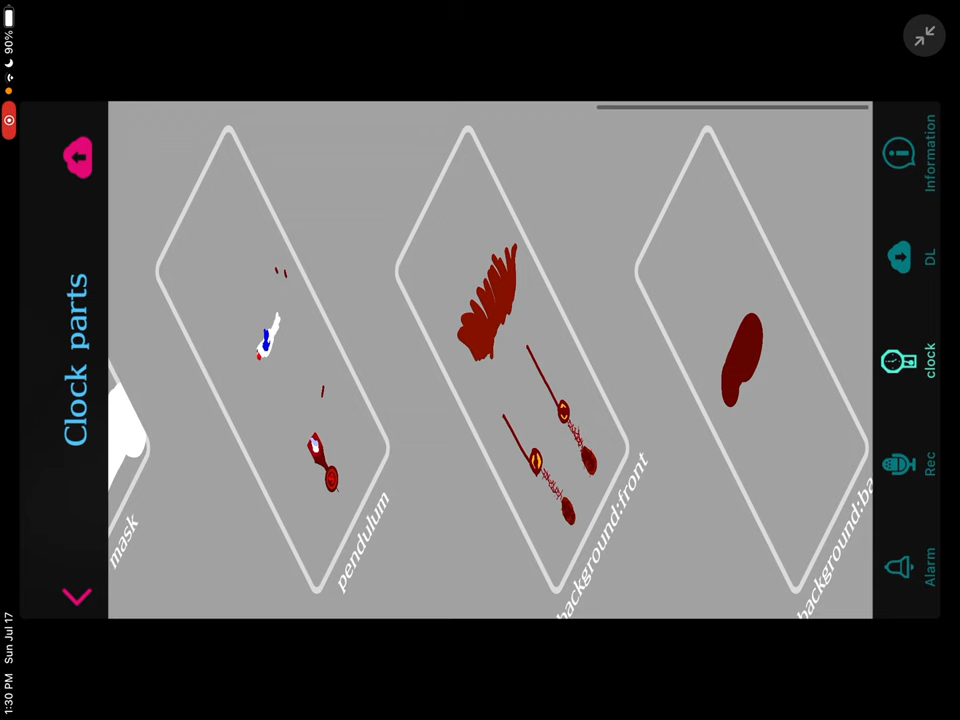 1:30 PM Sun Jul 17
90%
Clock parts
mask
pendulum
background:front
background:ba
Alarm
Rec
clock
DL
Information